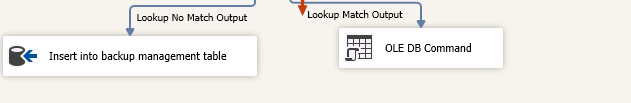 Lookup No Match Output
Lookup Match Output
Insert into backup management table
OLE DB Command